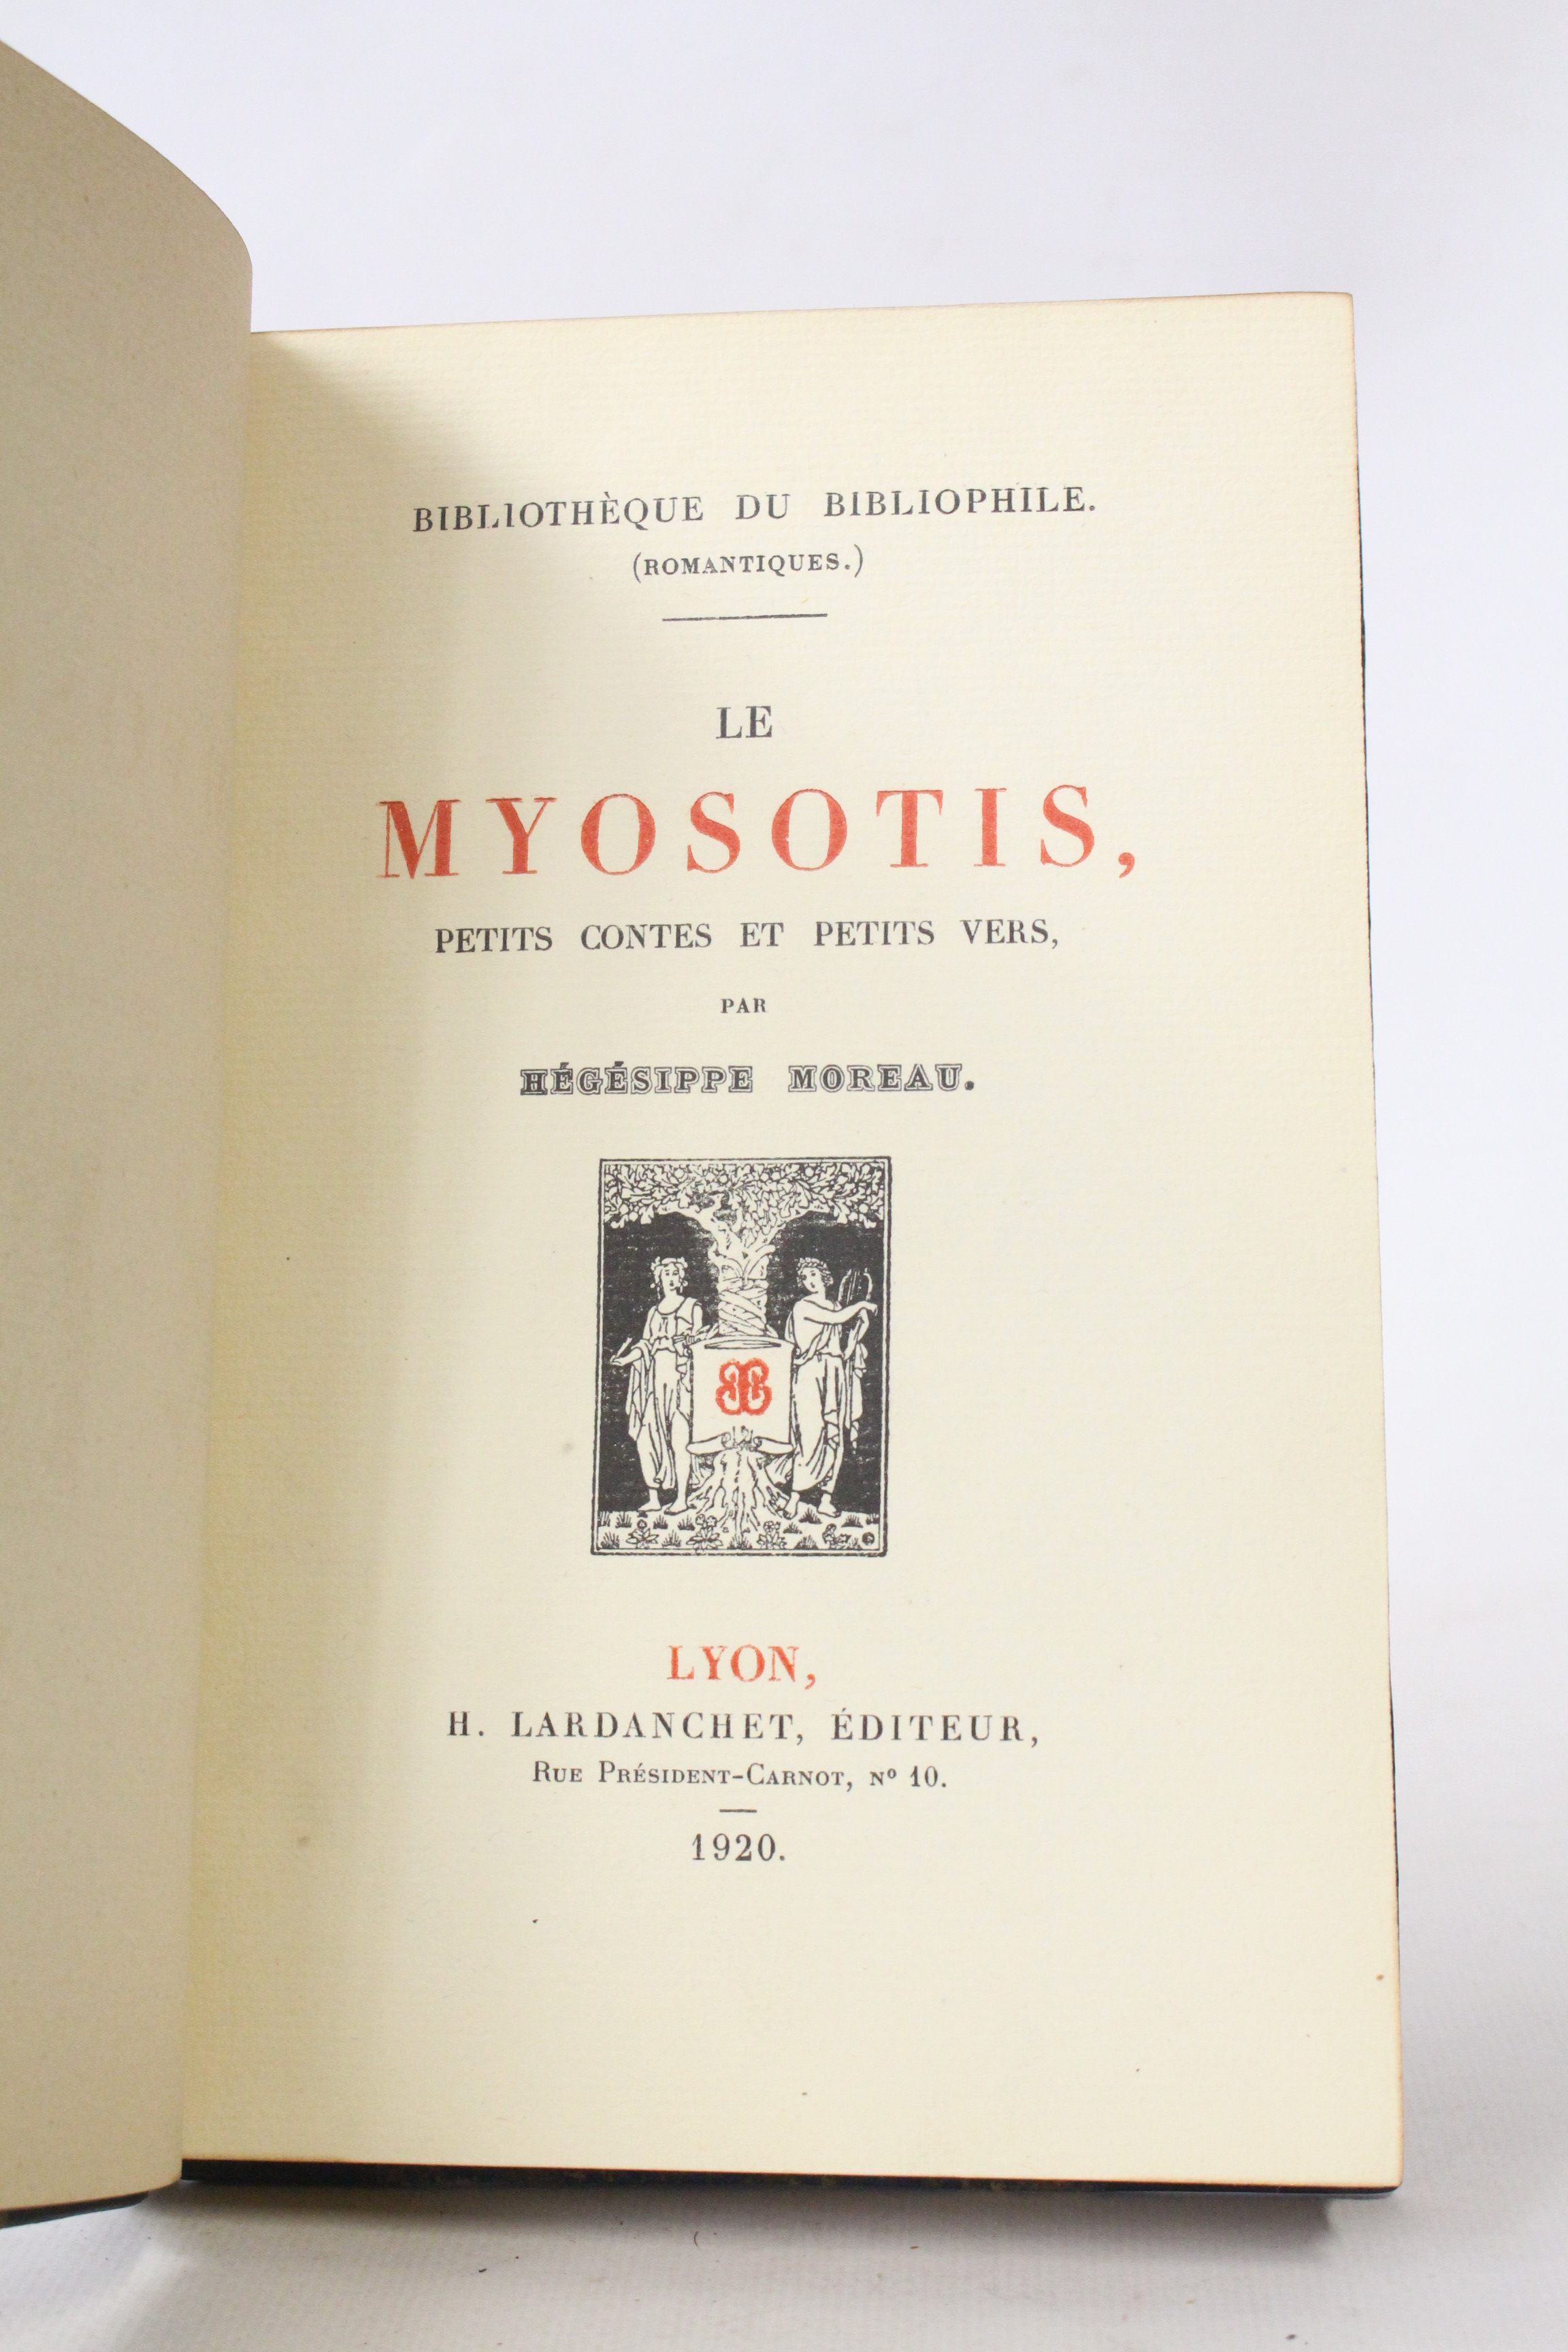 BIBLIOTHÈQUE DU BIBLIOPHILE.
(ROMANTIQUES.)
LE
MYOSOTIS,
PETITS CONTES ET PETITS VERS,
PAR
HÉGÉSIPPE MOREAU.
LYON,
H. LARDANCHET, ÉDITEUR,
RUE PRÉSIDENT-CARNOT, Nº 10.
1920.